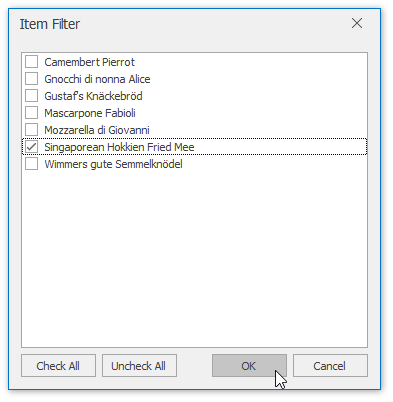 Item Filter
Camembert Pierrot
Gnocchi di nonna Alice
Gustaf's Knäckebröd
Mascarpone Fabioli
Mozzarella di Giovanni
Singaporean Hokkien Fried Mee
Wimmers gute Semmelknödel
Check All Uncheck All OK Cancel